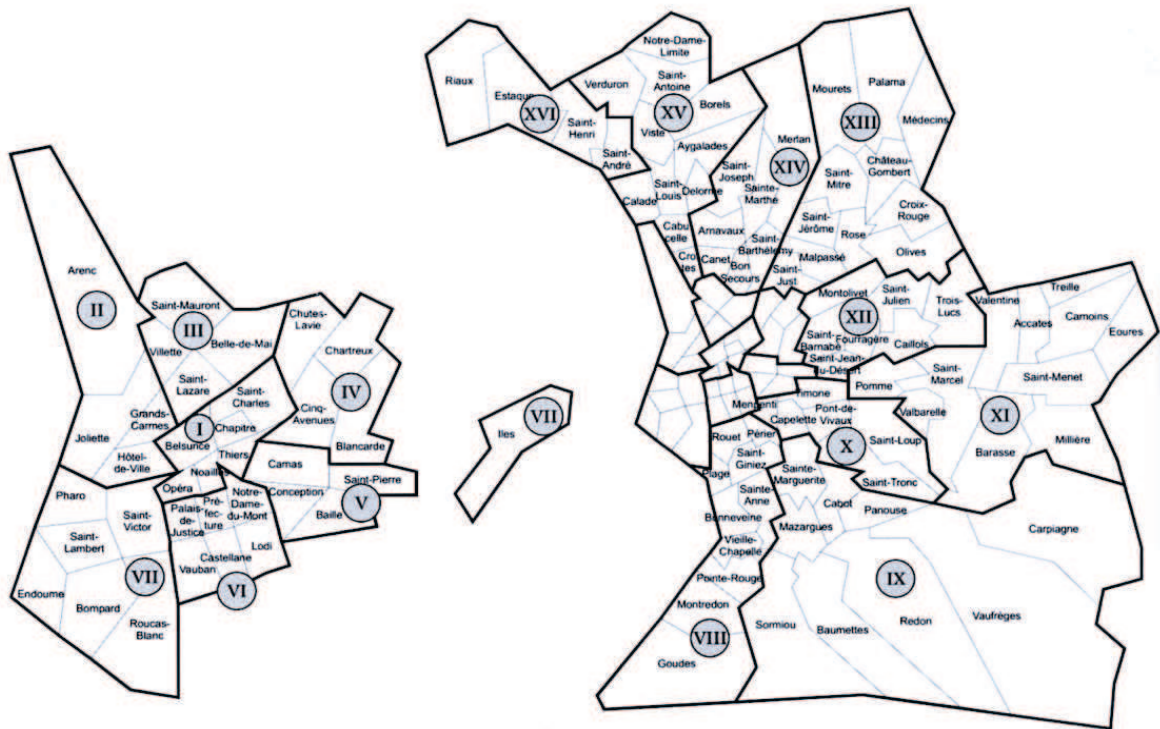 Arenc
II
Saint-Mauront
III
Villette
Belle-de-Mai
Saint-
Lazare
Saint-
Charles
Grands-
Carmes
Joliette
Hôtel-
de-Ville
I
Belsunce
Chapitre
Thiers
Noailles
Opéra
Chutes-
Lavie
Chartreux
IV
Cinq-
Avenues
Blancarde
Camas
Saint-Pierre
Conception
Baille
V
Pharo
Saint-
Victor
Saint-
Lambert
VII
Endoume
Bompard
Roucas-
Blanc
Palais-
de-
Justice
Pré-
fec-
ture
Notre-
Dame-
du-Mont
Lodi
Castellane
Vauban
VI
Iles
VII
Riaux
Estaque
XVI
Saint-
Henri
Saint-
André
Notre-Dame-
Limite
Verduron
Saint-
Antoine
XV
Borels
Viste
Aygalades
Saint-
Louis
Delorme
Calade
Cabu
celle
Cro
tes
Merlan
XIV
Saint-
Joseph
Sainte-
Marthe
Arnavaux
Saint-
Barthélemy
Canet
Bon
Secours
Saint-
Just
Palama
Mourets
XIII
Médecins
Château-
Gombert
Saint-
Mitre
Croix-
Rouge
Saint-
Jérôme
Rose
Olives
Malpassé
Montolivet
Saint-
Julien
Trois-
Lucs
XII
Saint-
Barnabé
Fourragère
Caillols
Saint-Jean-
du-Désert
Valentine
Treille
Accates
Camoins
Eoures
Saint-
Marcel
Saint-Menet
Pomme
Valbarelle
XI
Millière
Barasse
Menpenti
Timone
Capelette
Pont-de-
Vivaux
X
Saint-Loup
Saint-Tronc
Rouet
Périer
Saint-
Giniez
Plage
Sainte-
Anne
Bonneveine
Vieille-
Chapelle
Pointe-Rouge
Montredon
VIII
Goudes
Sainte-
Marguerite
Cabot
Panouse
Mazargues
Carpiagne
IX
Sormiou
Baumettes
Redon
Vaufrèges